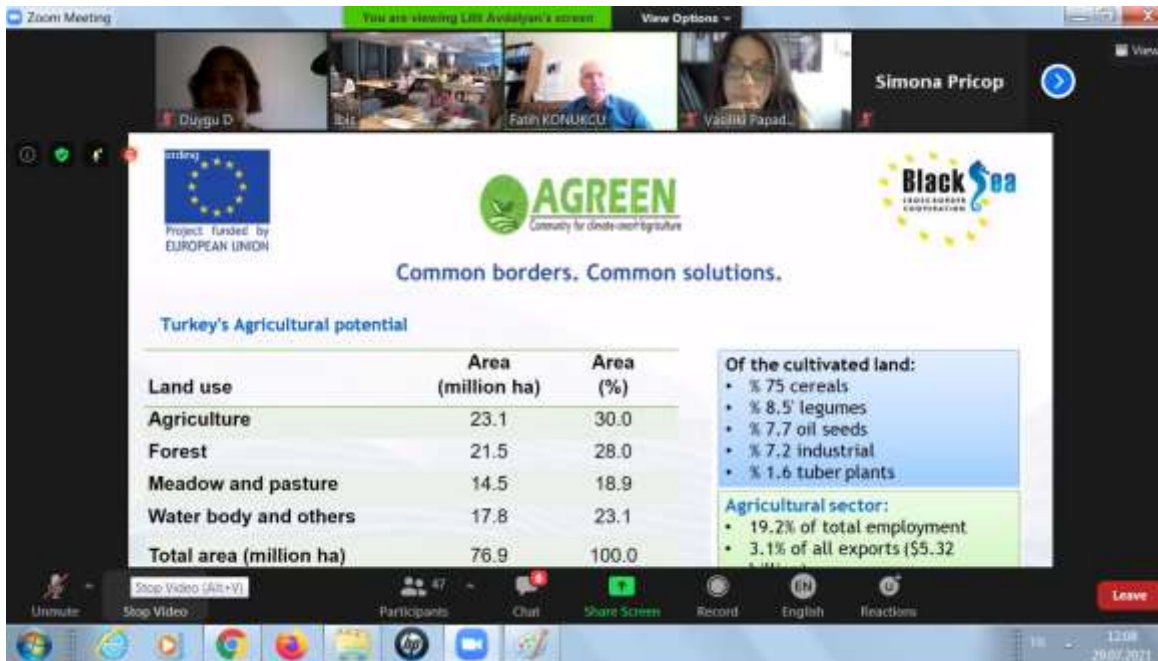 Zoom Meeting
You are viewing Lilit Avdalyan's screen
View Options
View
Duygu D
Ibis
Fatih KONUKCU
Vasiliki Papad...
Simona Pricop
Project funded by
EUROPEAN UNION
AGREEN
Community for climate-smart agriculture
Black Sea
CROSS BORDER
COOPERATION
Common borders. Common solutions.
Turkey's Agricultural potential
Land use Area (million ha) Area (%)
Agriculture 23.1 30.0
Forest 21.5 28.0
Meadow and pasture 14.5 18.9
Water body and others 17.8 23.1
Total area (million ha) 76.9 100.0
Of the cultivated land:
• % 75 cereals
• % 8.5' legumes
• % 7.7 oil seeds
• % 7.2 industrial
• % 1.6 tuber plants
Agricultural sector:
• 19.2% of total employment
• 3.1% of all exports ($5.32
Unmute
Stop Video (Alt+V)
Stop Video
47
Participants
Chat
Share Screen
Record
EN
English
Reactions
Leave
hp
12:08
29.07.2021